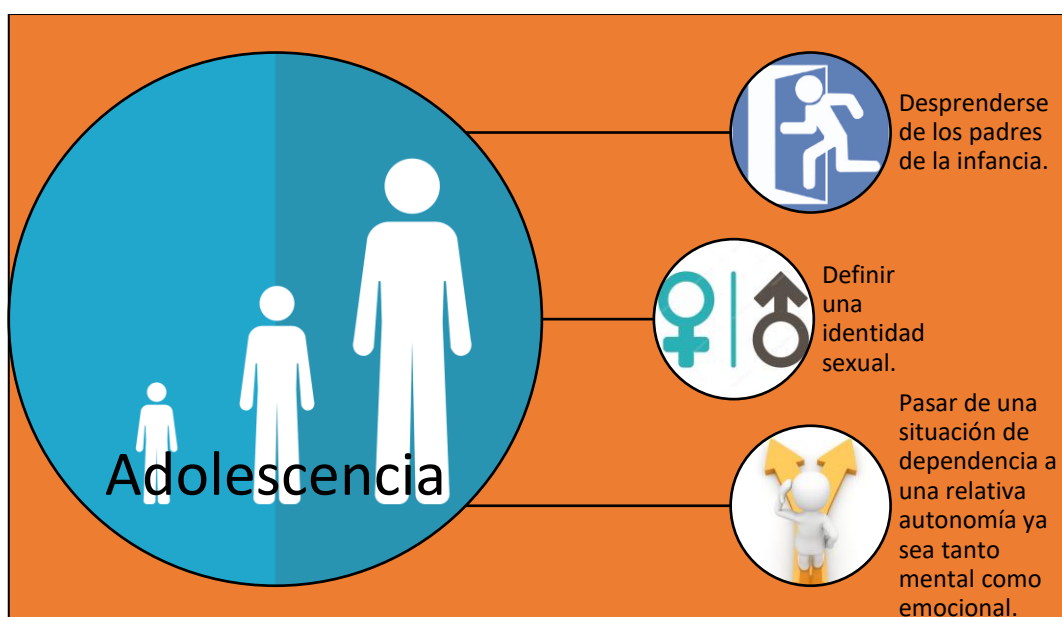 Adolescencia
Desprenderse
de los padres
de la infancia.
Definir
una
identidad
sexual.
Pasar de una
situación de
dependencia a
una relativa
autonomía ya
sea tanto
mental como
emocional.